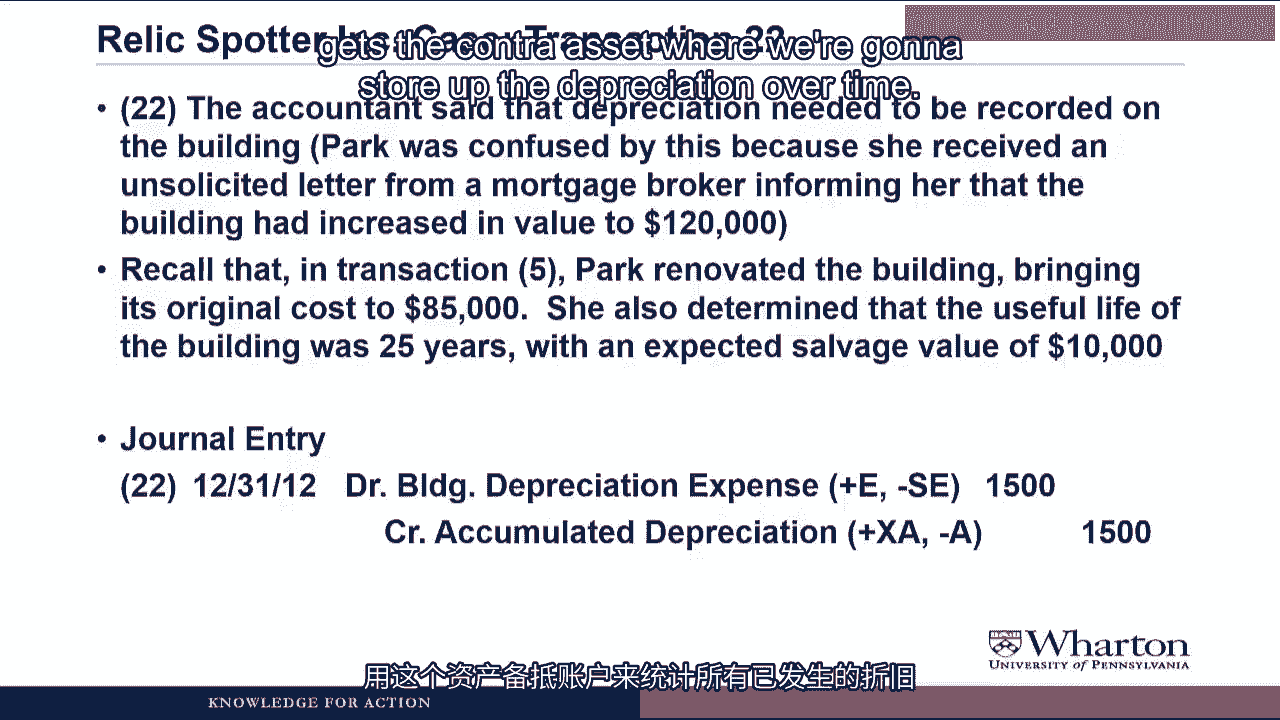 Relic Spotter Inc. Case: Transaction 22
gets the contra asset where we're gonna
store up the depreciation over time.
• (22) The accountant said that depreciation needed to be recorded on
the building (Park was confused by this because she received an
unsolicited letter from a mortgage broker informing her that the
building had increased in value to $120,000)
• Recall that, in transaction (5), Park renovated the building, bringing
its original cost to $85,000. She also determined that the useful life of
the building was 25 years, with an expected salvage value of $10,000
• Journal Entry
(22) 12/31/12 Dr. Bldg. Depreciation Expense (+E, -SE) 1500
Cr. Accumulated Depreciation (+XA, -A) 1500
Wharton
UNIVERSITY of PENNSYLVANIA
用这个资产备抵账户来统计所有已发生的折旧
KNOWLEDGE FOR ACTION